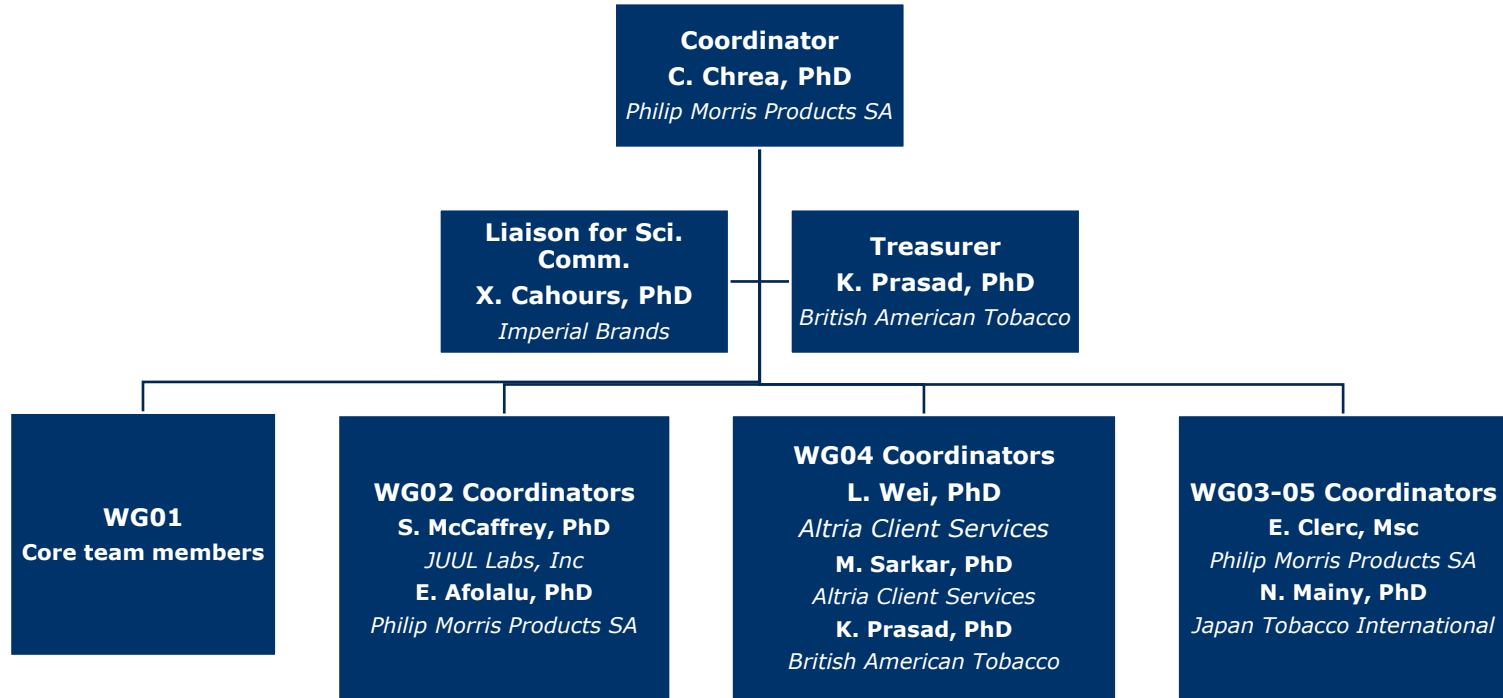 Coordinator
C. Chrea, PhD
Philip Morris Products SA
Liaison for Sci.
Comm.
X. Cahours, PhD
Imperial Brands
Treasurer
K. Prasad, PhD
British American Tobacco
WG01
Core team members
WG02 Coordinators
S. McCaffrey, PhD
JUUL Labs, Inc
E. Afolalu, PhD
Philip Morris Products SA
WG04 Coordinators
L. Wei, PhD
Altria Client Services
M. Sarkar, PhD
Altria Client Services
K. Prasad, PhD
British American Tobacco
WG03-05 Coordinators
E. Clerc, Msc
Philip Morris Products SA
N. Mainy, PhD
Japan Tobacco International